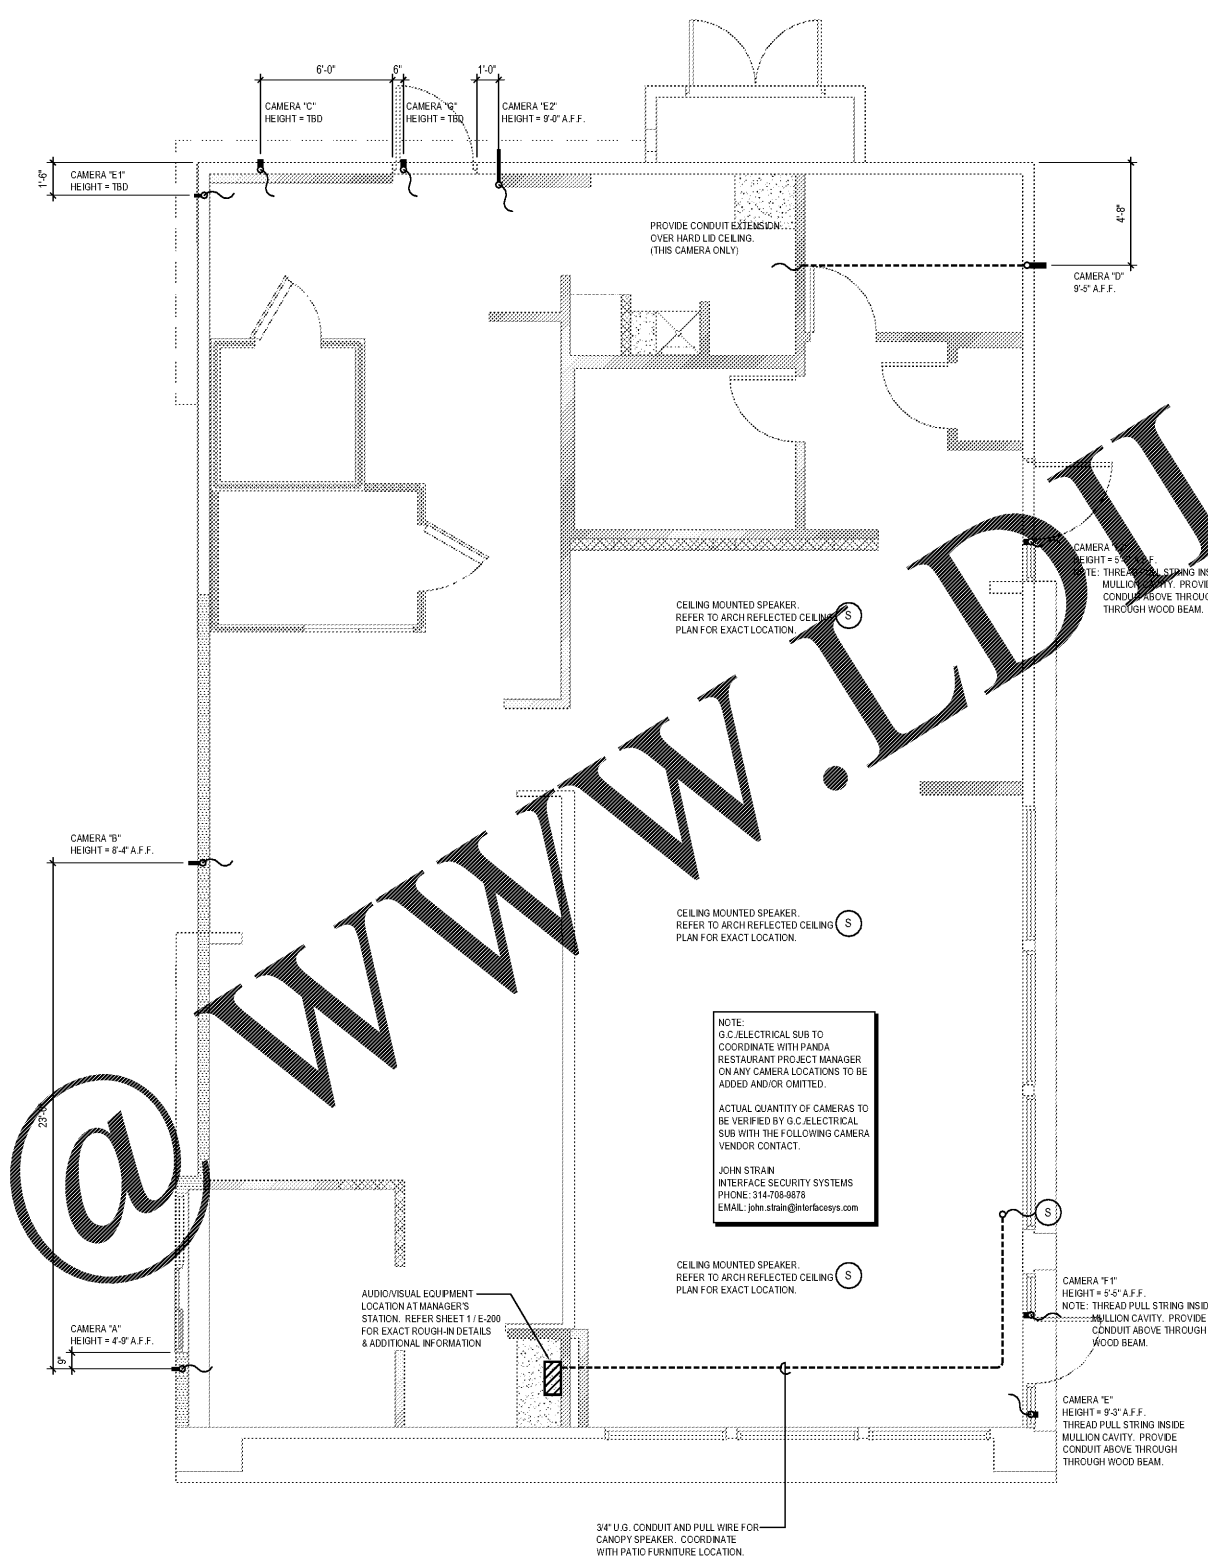 6'-0"
6"
1'-0"
CAMERA "C"
HEIGHT = TBD
CAMERA "G"
HEIGHT = TBD
CAMERA "E2"
HEIGHT = 9'-0" A.F.F.
1'-6"
CAMERA "E1"
HEIGHT = TBD
4'-8"
PROVIDE CONDUIT EXTENSION
OVER HARD LID CEILING.
(THIS CAMERA ONLY)
CAMERA "D"
9'-5" A.F.F.
CAMERA
HEIGHT = 5'
NOTE: THREAD PULL STRING INS
MULLION CAVITY. PROVI
CONDUIT ABOVE THROUG
THROUGH WOOD BEAM.
CEILING MOUNTED SPEAKER.
REFER TO ARCH REFLECTED CEILING
PLAN FOR EXACT LOCATION.
S
@WWW.LDU
CAMERA "B"
HEIGHT = 8'-4" A.F.F.
CEILING MOUNTED SPEAKER.
REFER TO ARCH REFLECTED CEILING
PLAN FOR EXACT LOCATION.
S
NOTE:
G.C./ELECTRICAL SUB TO
COORDINATE WITH PANDA
RESTAURANT PROJECT MANAGER
ON ANY CAMERA LOCATIONS TO BE
ADDED AND/OR OMITTED.
ACTUAL QUANTITY OF CAMERAS TO
BE VERIFIED BY G.C./ELECTRICAL
SUB WITH THE FOLLOWING CAMERA
VENDOR CONTACT.
JOHN STRAIN
INTERFACE SECURITY SYSTEMS
PHONE: 314-708-9878
EMAIL: john.strain@interfacesys.com
S
CEILING MOUNTED SPEAKER.
REFER TO ARCH REFLECTED CEILING
PLAN FOR EXACT LOCATION.
S
AUDIO/VISUAL EQUIPMENT
LOCATION AT MANAGER'S
STATION. REFER SHEET 1 / E-200
FOR EXACT ROUGH-IN DETAILS
& ADDITIONAL INFORMATION
CAMERA "F1"
HEIGHT = 5'-5" A.F.F.
NOTE: THREAD PULL STRING INSID
MULLION CAVITY. PROVIDE
CONDUIT ABOVE THROUGH
WOOD BEAM.
CAMERA "A"
HEIGHT = 4'-9" A.F.F.
9"
CAMERA "E"
HEIGHT = 9'-3" A.F.F.
THREAD PULL STRING INSIDE
MULLION CAVITY. PROVIDE
CONDUIT ABOVE THROUGH
THROUGH WOOD BEAM.
3/4" U.G. CONDUIT AND PULL WIRE FOR
CANOPY SPEAKER. COORDINATE
WITH PATIO FURNITURE LOCATION.